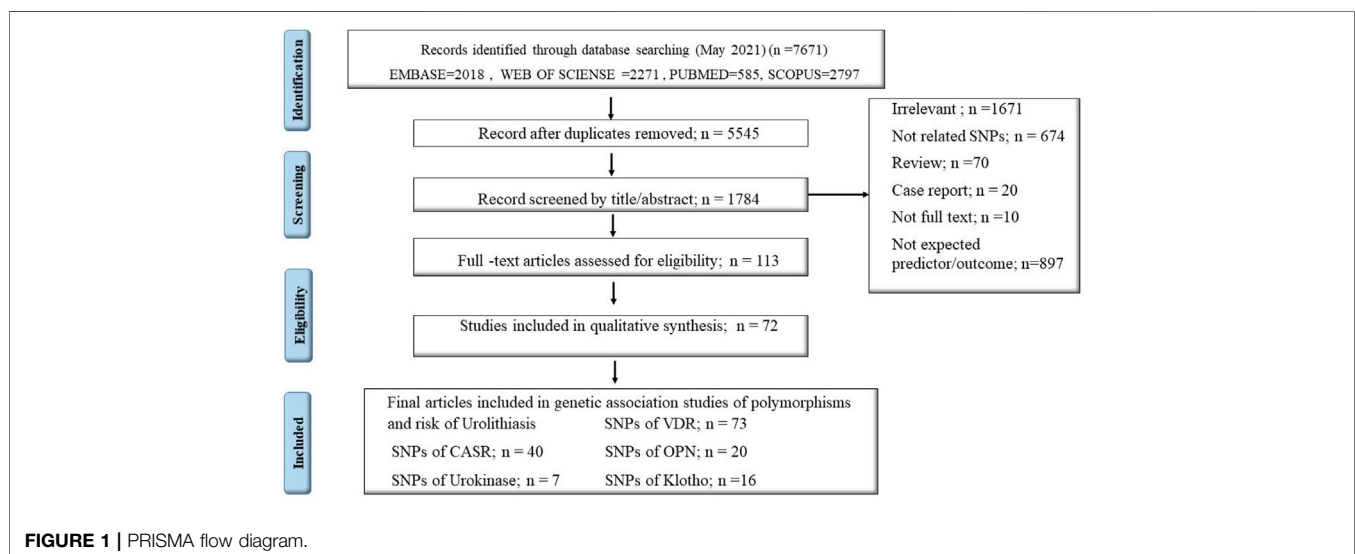 Identification
Records identified through database searching (May 2021) (n =7671)
EMBASE=2018 , WEB OF SCIENSE =2271 , PUBMED=585, SCOPUS=2797
Record after duplicates removed; n = 5545
Screening
Record screened by title/abstract; n = 1784
Irrelevant ; n =1671
Not related SNPs; n = 674
Review; n =70
Case report; n = 20
Not full text; n =10
Not expected
predictor/outcome; n=897
Eligibility
Full -text articles assessed for eligibility; n = 113
Studies included in qualitative synthesis; n = 72
Included
Final articles included in genetic association studies of polymorphisms
and risk of Urolithiasis SNPs of VDR; n = 73
SNPs of CASR; n = 40 SNPs of OPN; n = 20
SNPs of Urokinase; n = 7 SNPs of Klotho; n =16
FIGURE 1 | PRISMA flow diagram.